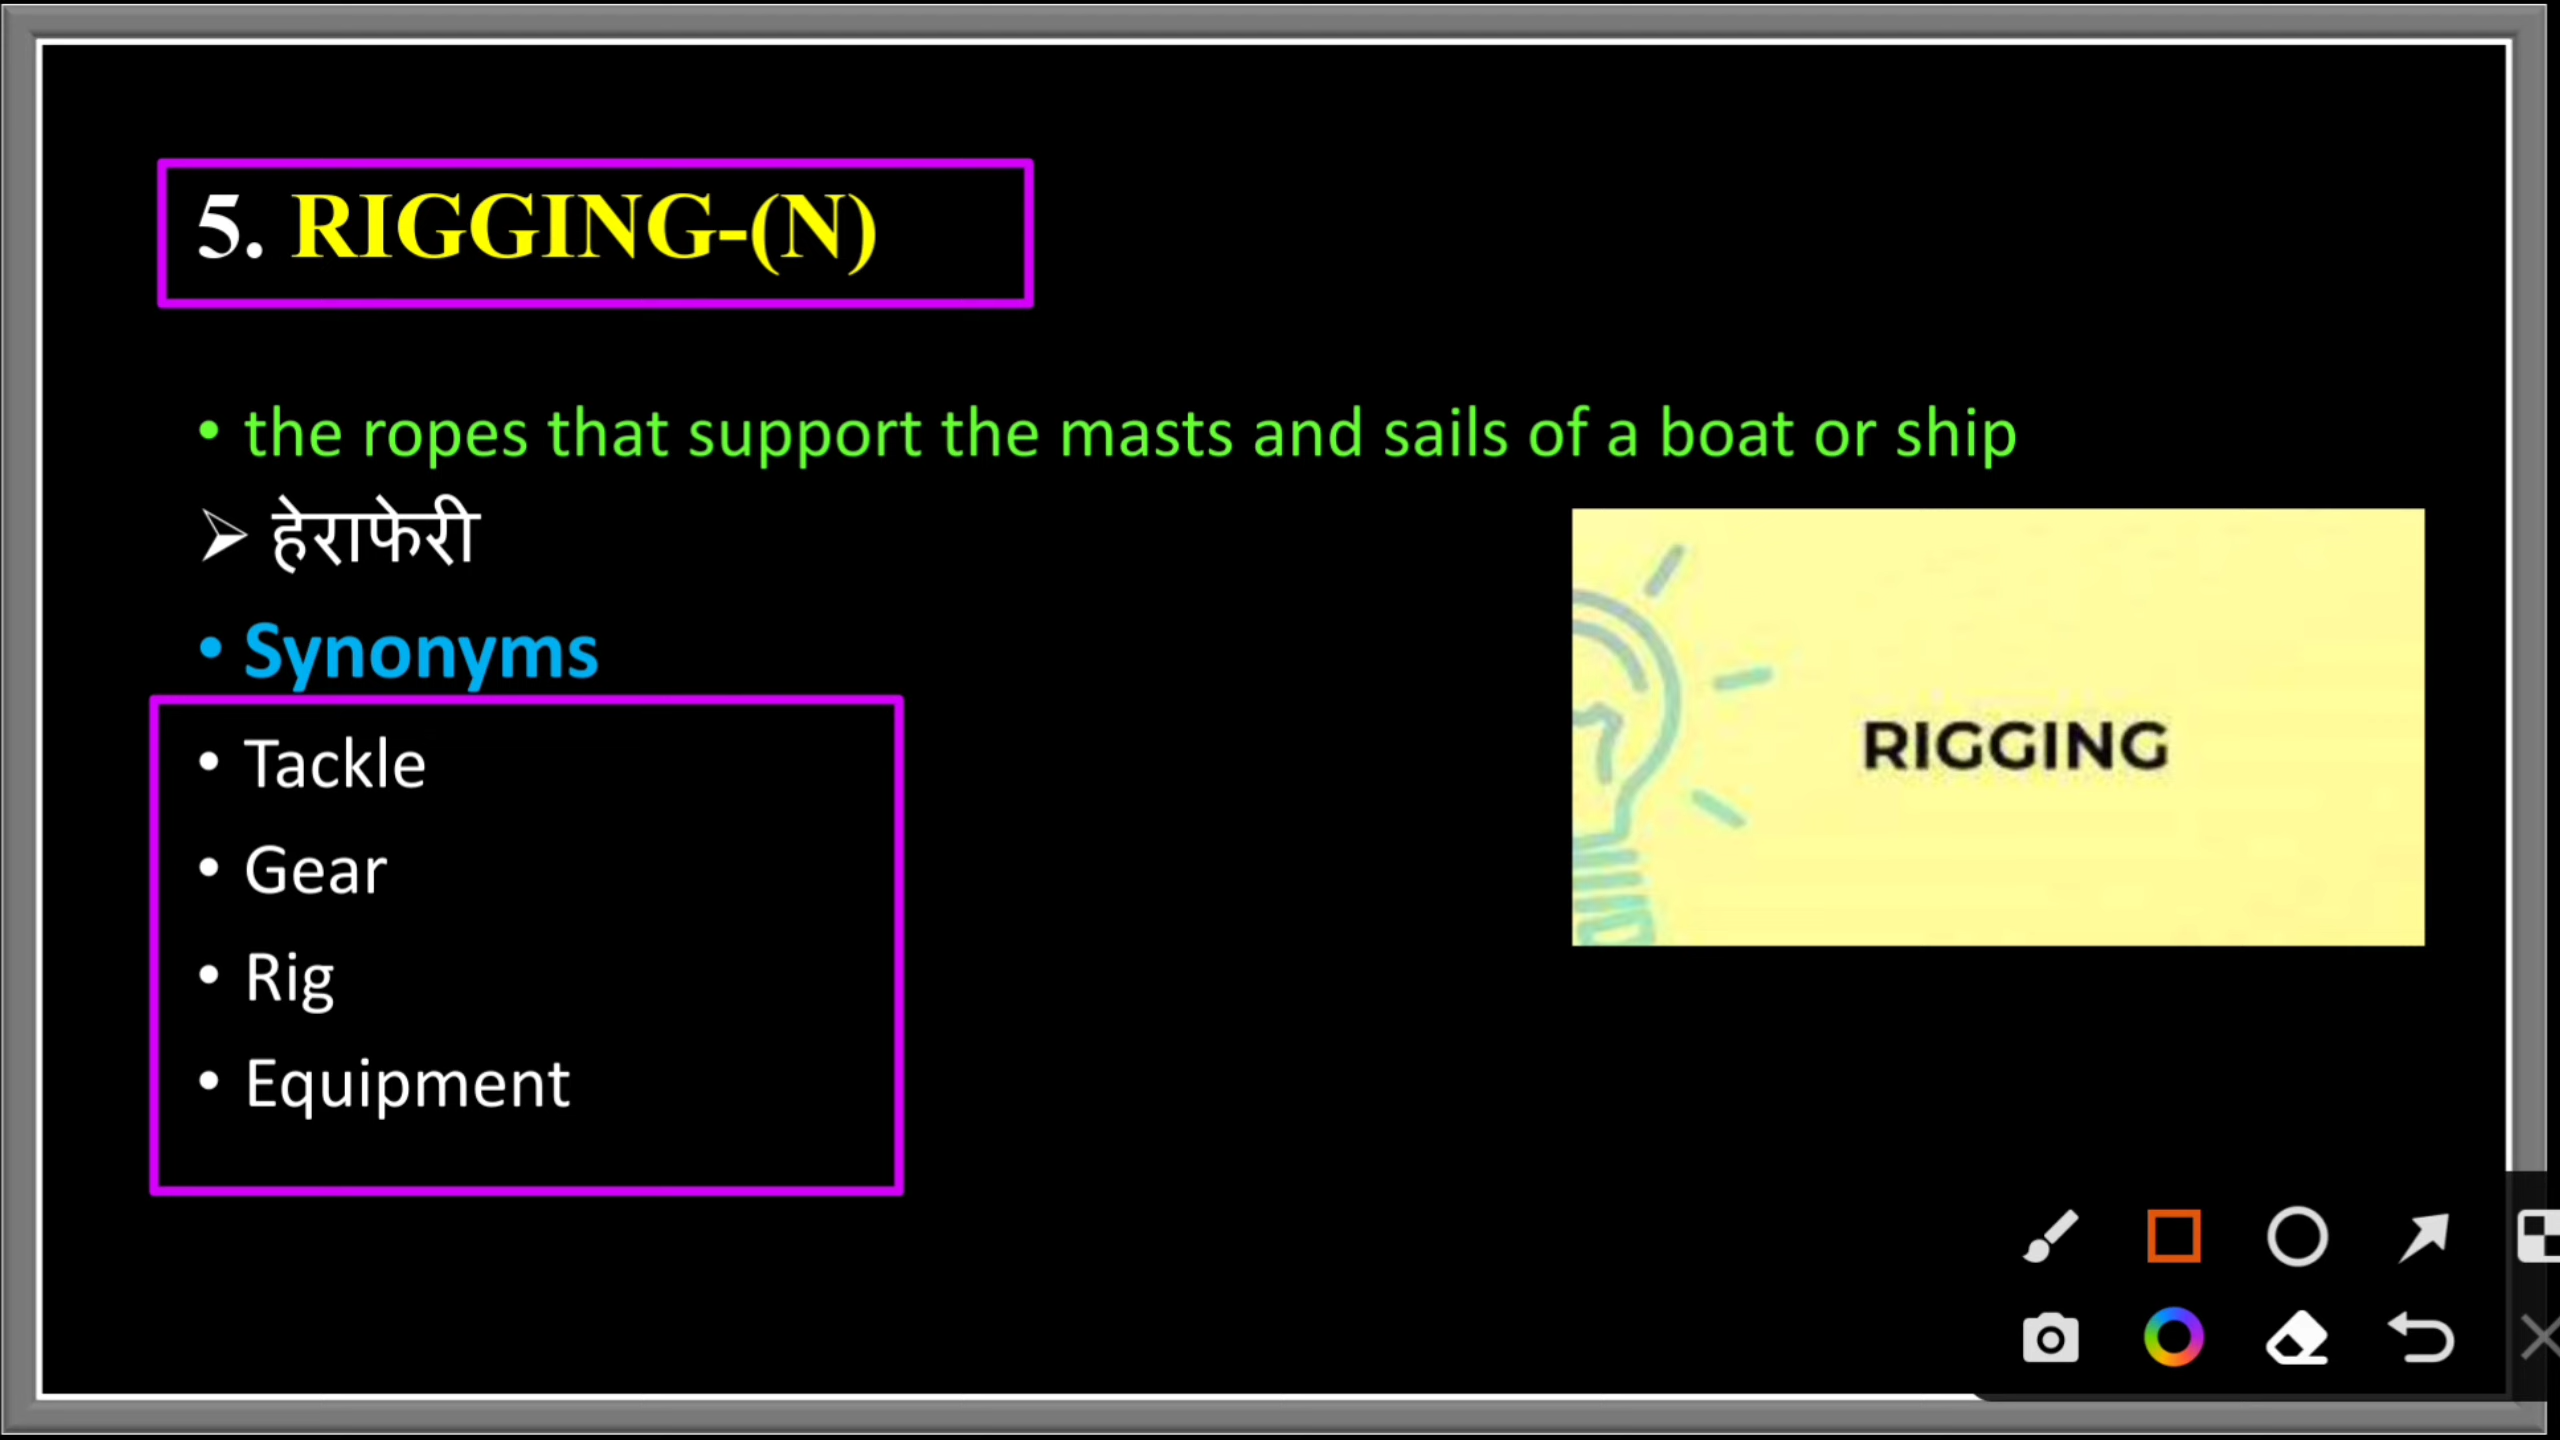 5. RIGGING-(N)
• the ropes that support the masts and sails of a boat or ship
➢ हेराफेरी
• Synonyms
• Tackle
• Gear
• Rig
• Equipment
RIGGING